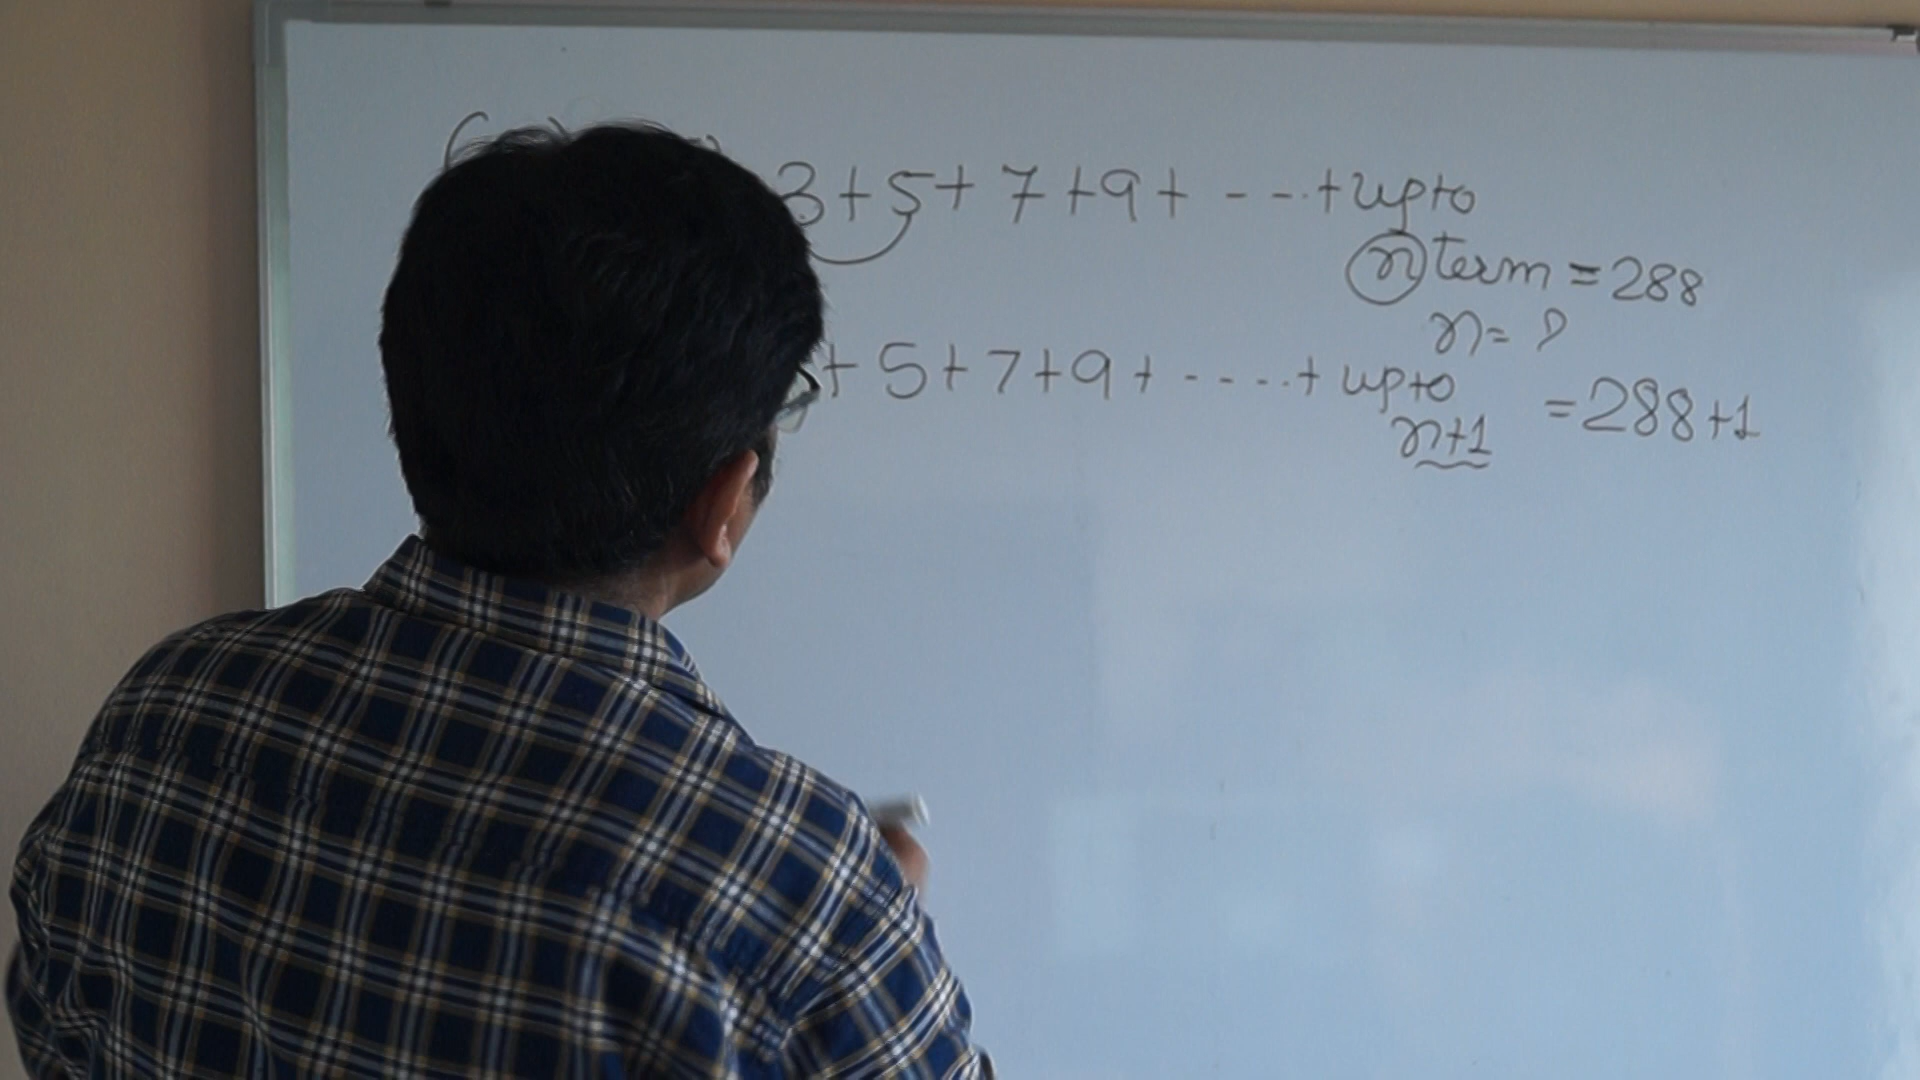 3+5+7+9+ - - -- + upto
n term = 288
n = ?
+ 5+7+9+ - - - - .. + upto
n+1 = 288+1